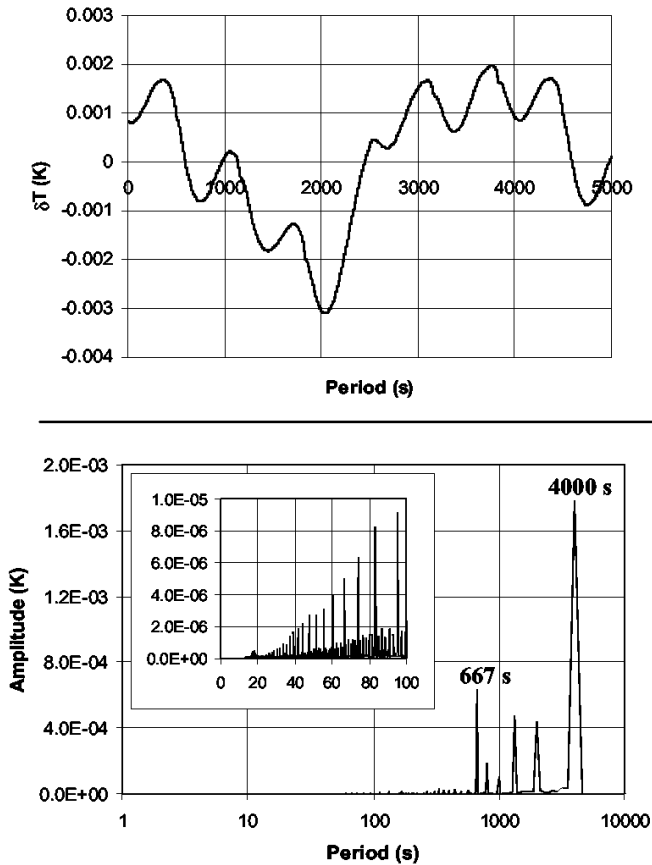 0.003
0.002
0.001
0
-0.001
-0.002
-0.003
-0.004
δT (K)
0 1000 2000 3000 4000 5000
Period (s)
2.0E-03
1.6E-03
1.2E-03
8.0E-04
4.0E-04
0.0E+00
Amplitude (K)
1.0E-05
8.0E-06
6.0E-06
4.0E-06
2.0E-06
0.0E+00
0 20 40 60 80 100
4000 s
667 s
1 10 100 1000 10000
Period (s)